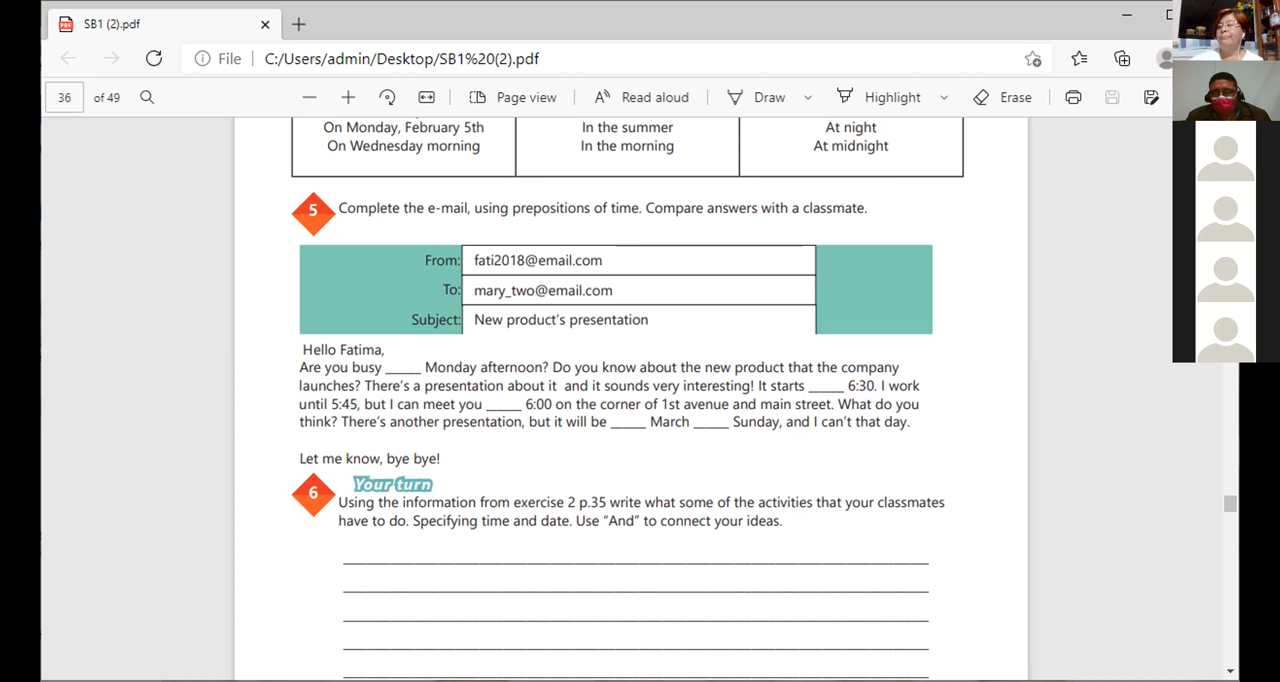 SB1 (2).pdf
File C:/Users/admin/Desktop/SB1%20(2).pdf
36 of 49 Page view Read aloud Draw Highlight Erase
On Monday, February 5th In the summer At night
On Wednesday morning In the morning At midnight
5 Complete the e-mail, using prepositions of time. Compare answers with a classmate.
From: fati2018@email.com
To: mary_two@email.com
Subject: New product's presentation
Hello Fatima,
Are you busy _____ Monday afternoon? Do you know about the new product that the company
launches? There's a presentation about it and it sounds very interesting! It starts _____ 6:30. I work
until 5:45, but I can meet you _____ 6:00 on the corner of 1st avenue and main street. What do you
think? There's another presentation, but it will be _____ March _____ Sunday, and I can't that day.
Let me know, bye bye!
Your turn
6 Using the information from exercise 2 p.35 write what some of the activities that your classmates
have to do. Specifying time and date. Use “And” to connect your ideas.